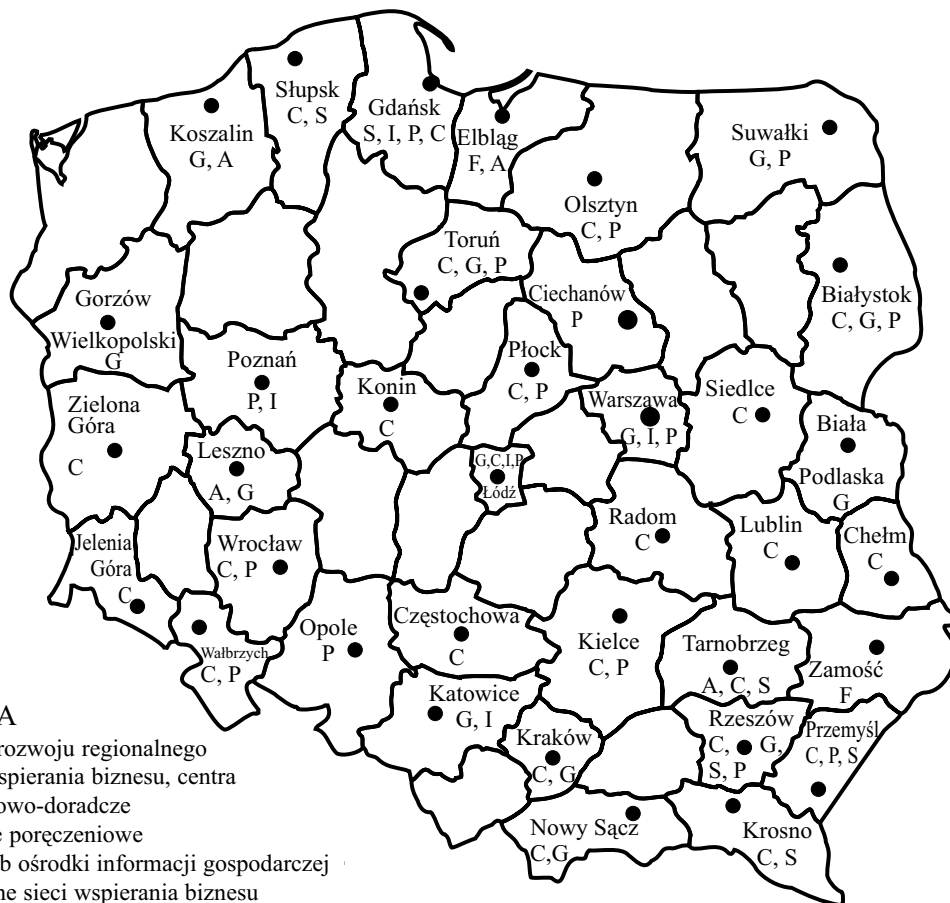 Słupsk
C, S
Gdańsk
S, I, P, C
Koszalin
G, A
Elbląg
F, A
Suwałki
G, P
Olsztyn
C, P
Toruń
C, G, P
Ciechanów
P
Białystok
C, G, P
Gorzów
Wielkopolski
G
Poznań
P, I
Płock
C, P
Konin
C
Warszawa
G, I, P
Siedlce
C
Zielona
Góra
C
Biała
Podlaska
G
Leszno
A, G
G,C,I,P
Łódź
Radom
C
Lublin
C
Chełm
C
Jelenia
Góra
C
Wrocław
C, P
Opole
P
Częstochowa
C
Kielce
C, P
Tarnobrzeg
A, C, S
Zamość
F
Wałbrzych
C, P
Katowice
G, I
Kraków
C, G
Rzeszów
C, G,
S, P
Przemyśl
C, P, S
Nowy Sącz
C,G
Krosno
C, S
A
rozwoju regionalnego
spierania biznesu, centra
owo-doradcze
e poręczeniowe
b ośrodki informacji gospodarczej
ne sieci wspierania biznesu